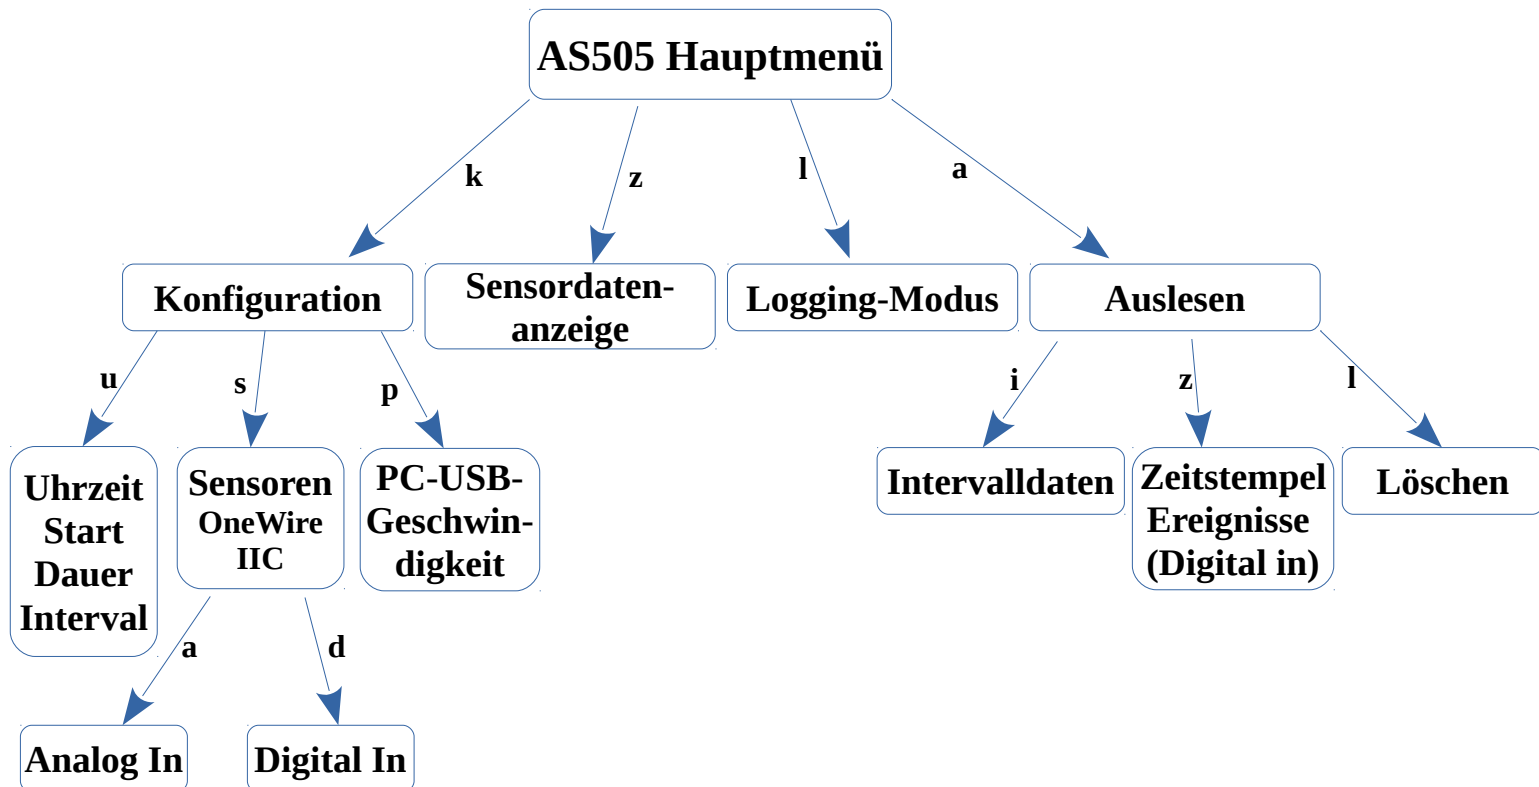 AS505 Hauptmenü
k
z
l
a
Konfiguration
Sensordaten-
anzeige
Logging-Modus
Auslesen
u
s
p
i
z
l
Uhrzeit
Start
Dauer
Interval
Sensoren
OneWire
IIC
PC-USB-
Geschwin-
digkeit
Intervalldaten
Zeitstempel
Ereignisse
(Digital in)
Löschen
a
d
Analog In
Digital In